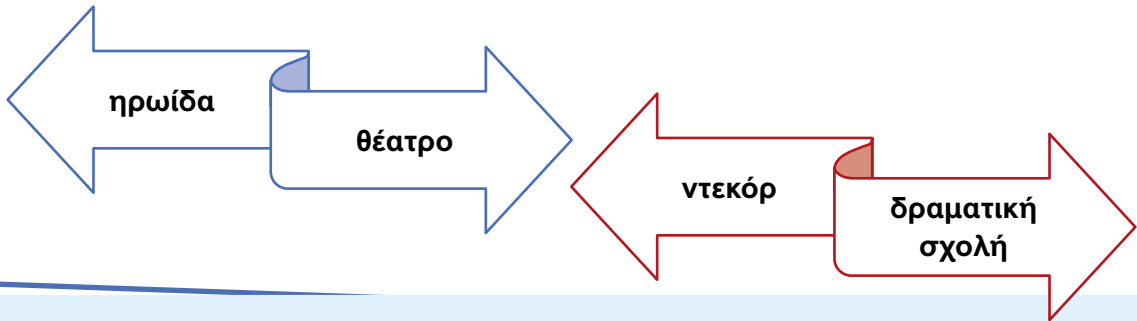 ηρωίδα
θέατρο
ντεκόρ
δραματική
σχολή